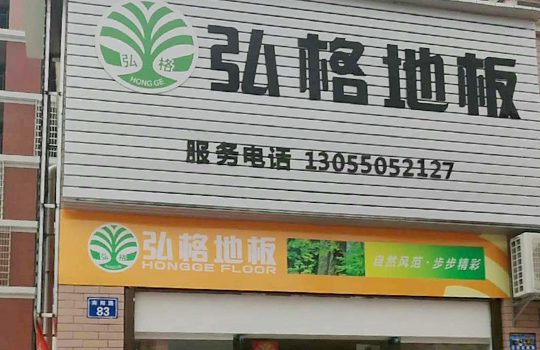 弘格
HONG GE
弘格地板
服务电话 13055052127
弘格
弘格地板
HONGGE FLOOR
自然风范·步步精彩
83